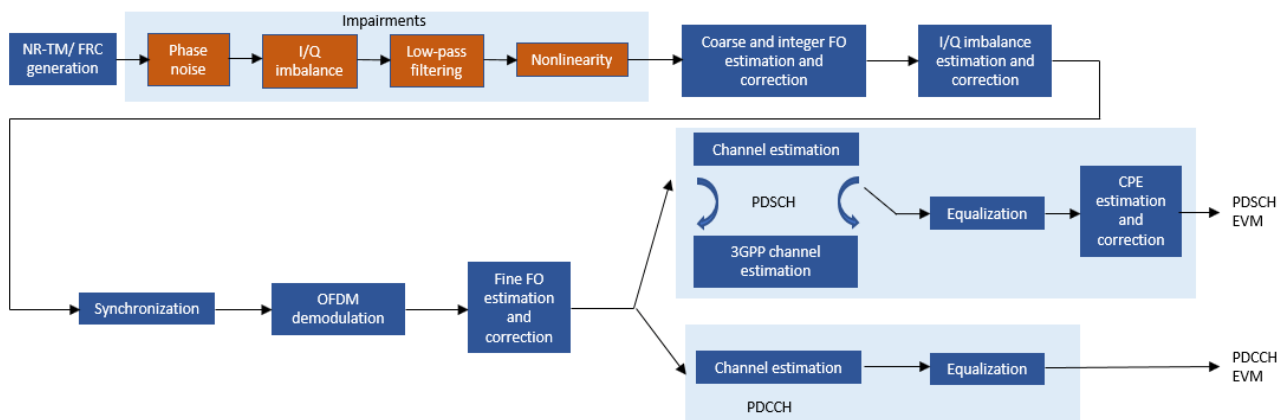 Impairments
NR-TM/ FRC
generation
Phase
noise
I/Q
imbalance
Low-pass
filtering
Nonlinearity
Coarse and integer FO
estimation and
correction
I/Q imbalance
estimation and
correction
Synchronization
OFDM
demodulation
Fine FO
estimation
and
correction
Channel estimation
PDSCH
3GPP channel
estimation
Equalization
CPE
estimation
and
correction
PDSCH
EVM
Channel estimation
PDCCH
Equalization
PDCCH
EVM